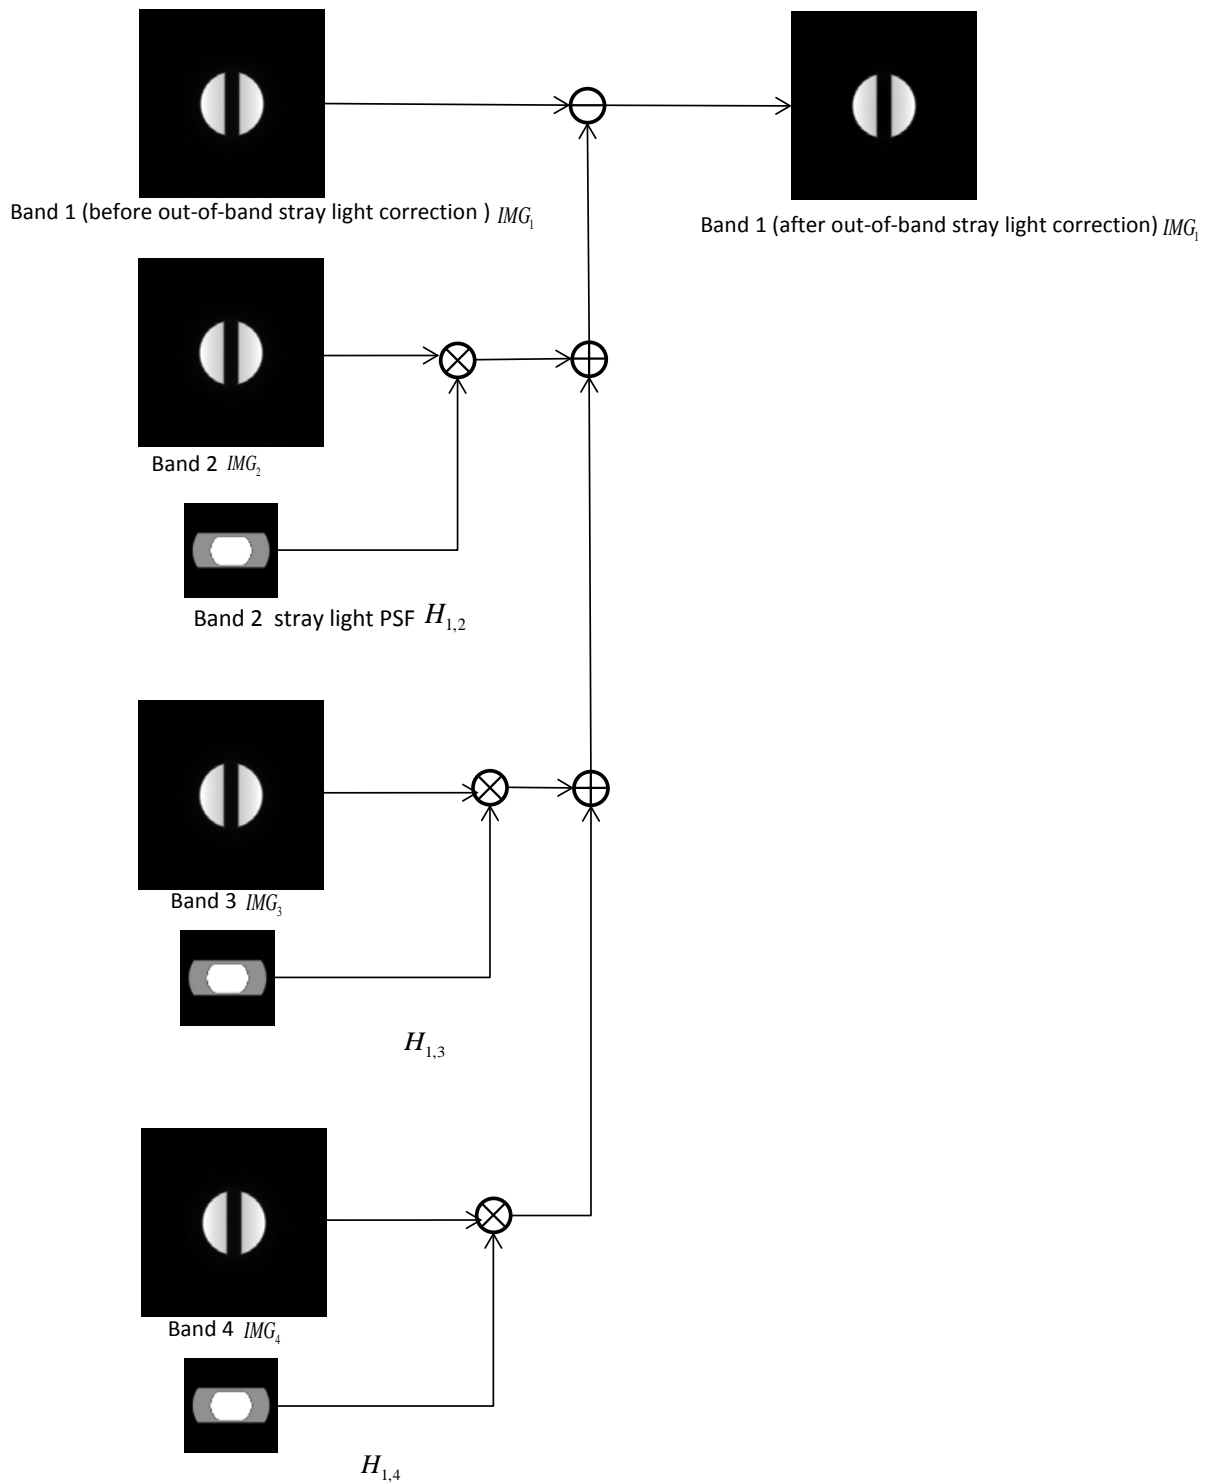 Band 1 (before out-of-band stray light correction ) IMG₁
Band 1 (after out-of-band stray light correction) IMG₁
Band 2 IMG₂
Band 2 stray light PSF H₁,₂
Band 3 IMG₃
H₁,₃
Band 4 IMG₄
H₁,₄